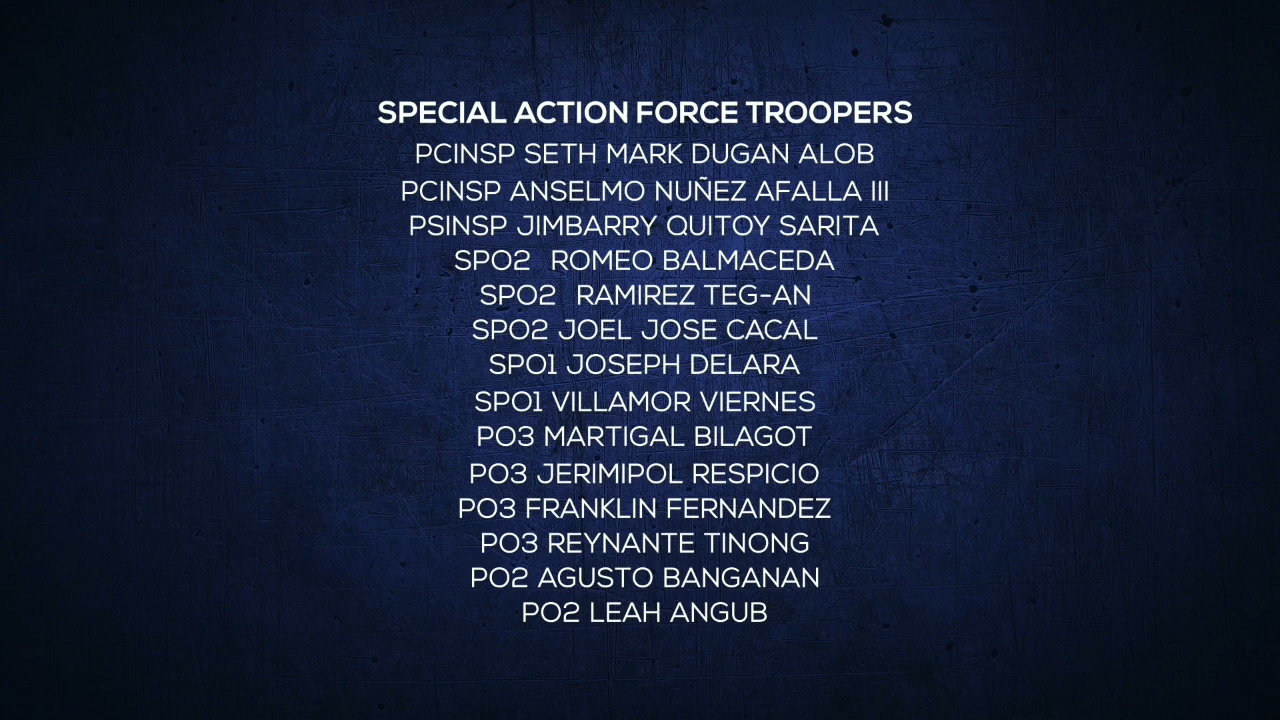 SPECIAL ACTION FORCE TROOPERS
PCINSP SETH MARK DUGAN ALOB
PCINSP ANSELMO NUÑEZ AFALLA III
PSINSP JIMBARRY QUITOY SARITA
SPO2 ROMEO BALMACEDA
SPO2 RAMIREZ TEG-AN
SPO2 JOEL JOSE CACAL
SPO1 JOSEPH DELARA
SPO1 VILLAMOR VIERNES
PO3 MARTIGAL BILAGOT
PO3 JERIMIPOL RESPICIO
PO3 FRANKLIN FERNANDEZ
PO3 REYNANTE TINONG
PO2 AGUSTO BANGANAN
PO2 LEAH ANGUB